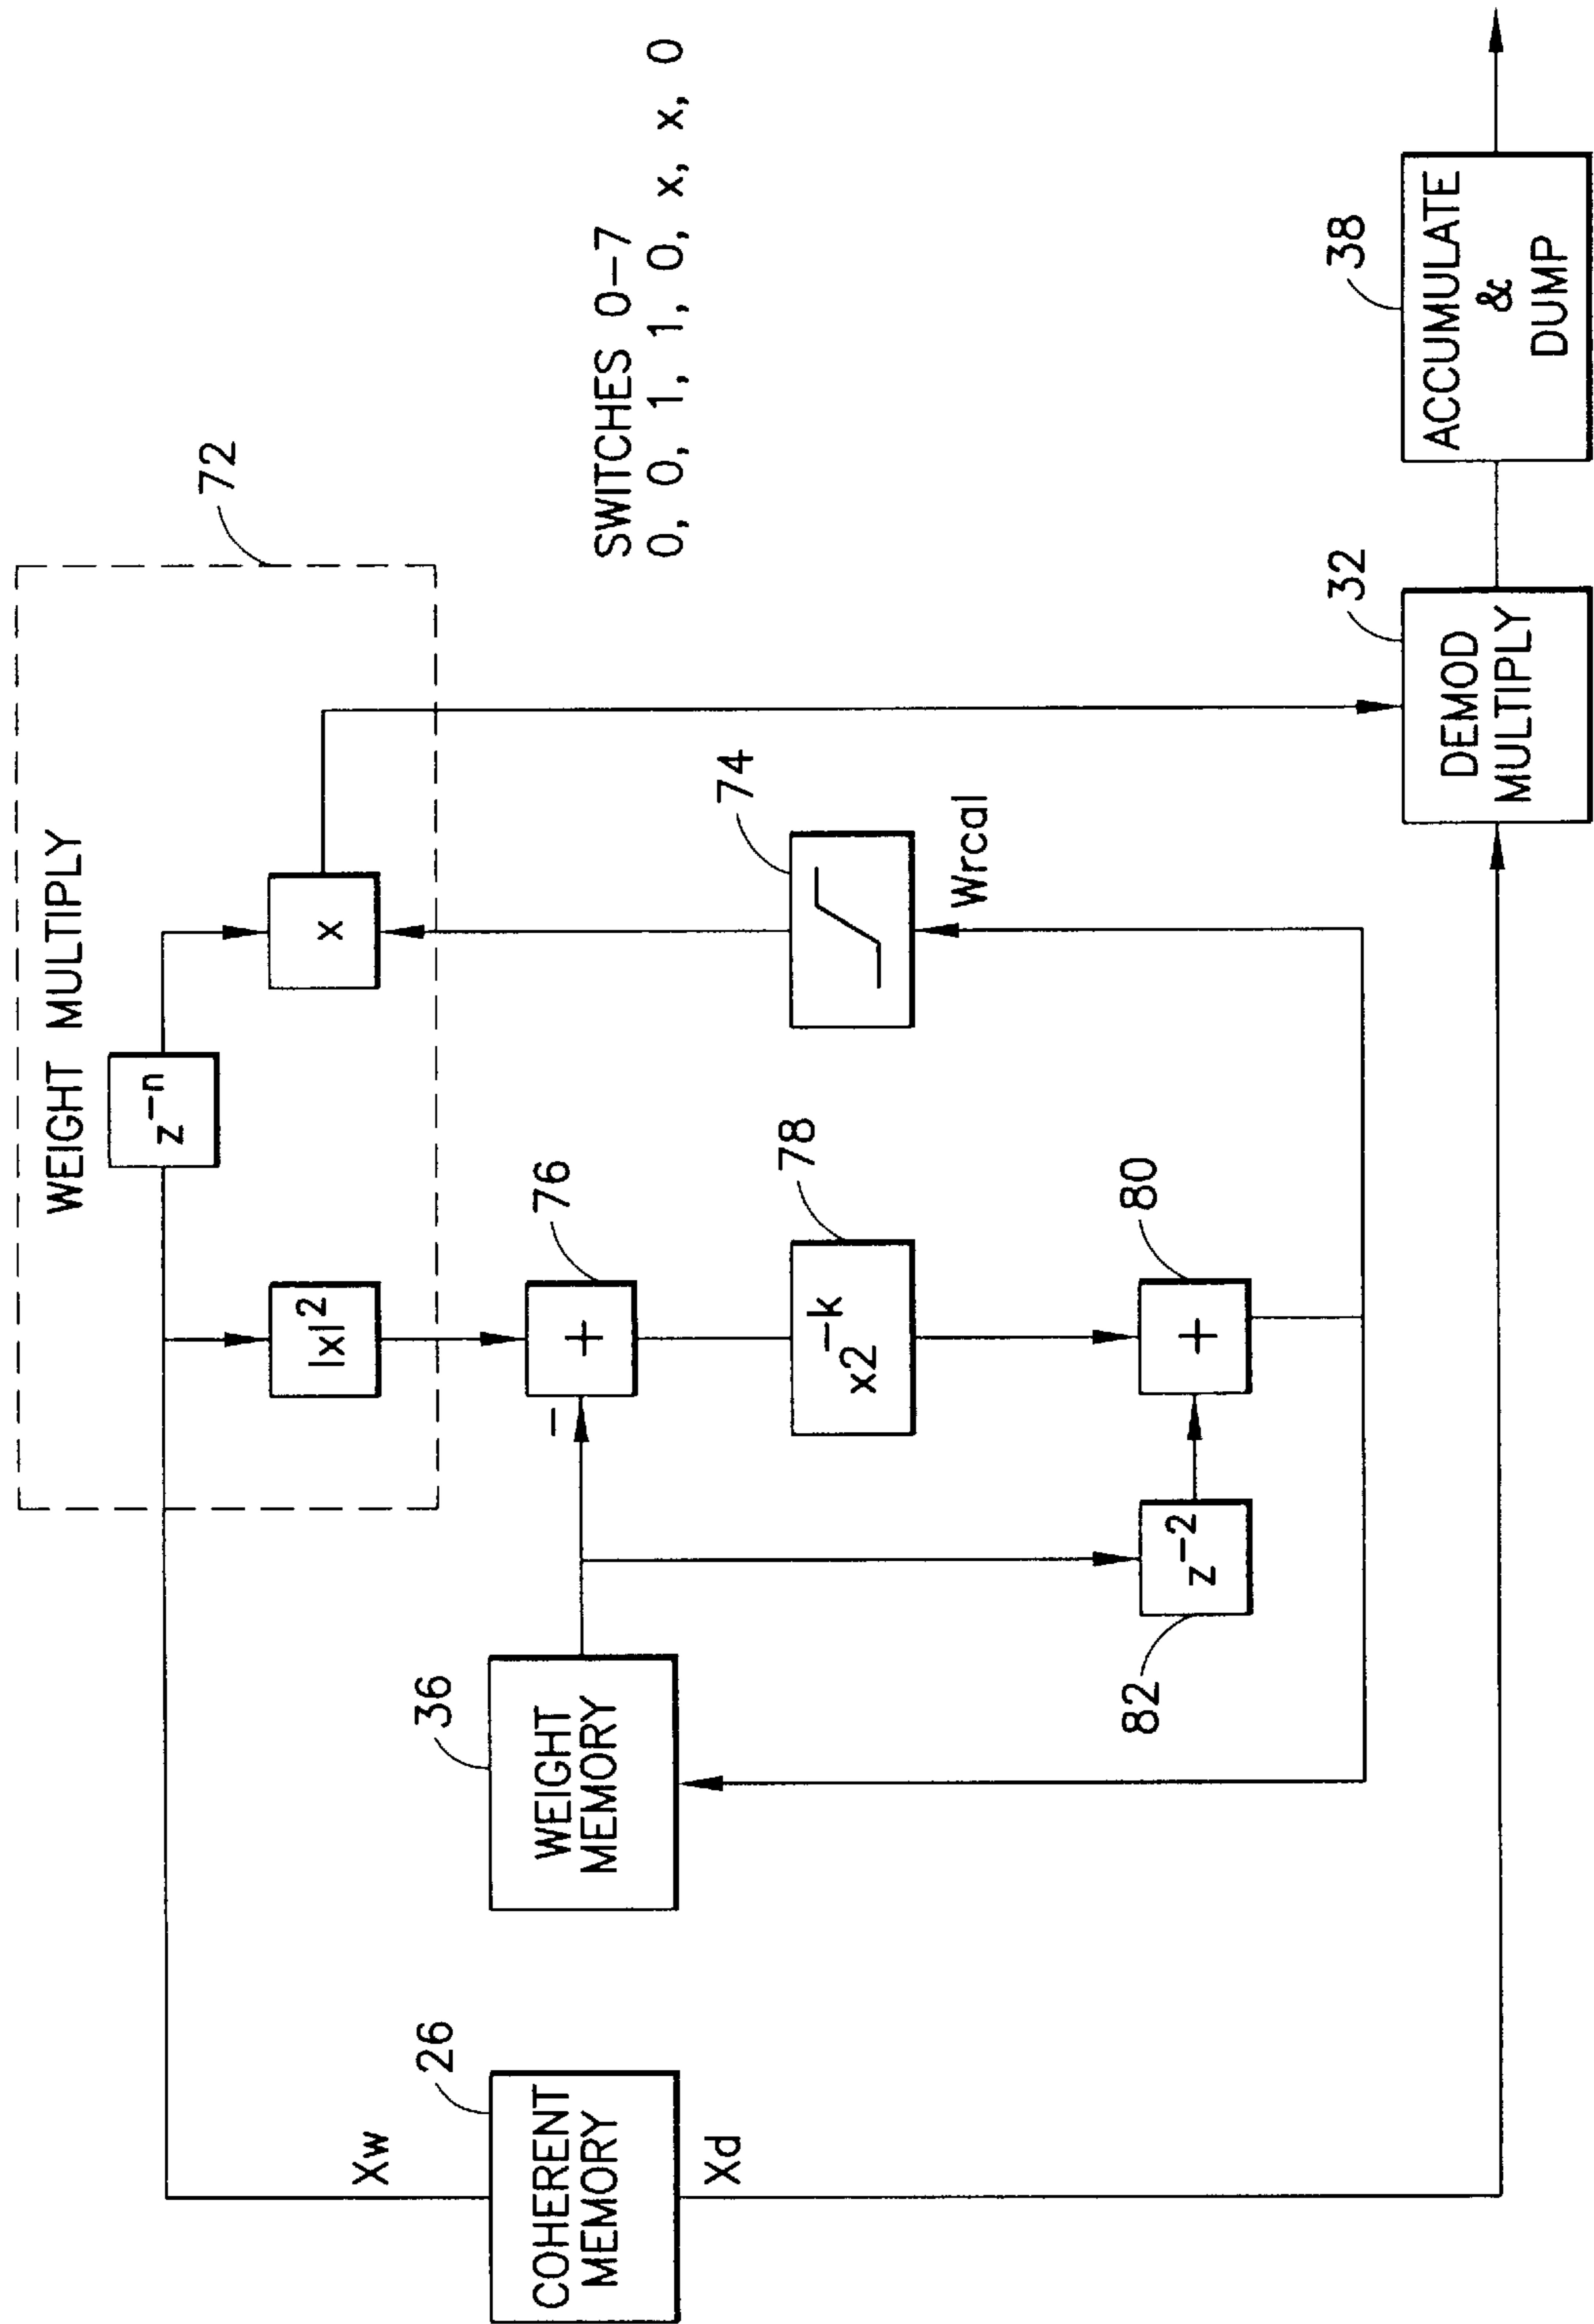 WEIGHT MULTIPLY
72
z⁻ⁿ
|x|²
x
Xw
26
COHERENT
MEMORY
Xd
36
WEIGHT
MEMORY
−
+
76
x2⁻ᵏ
78
74
Wrcal
z⁻²
82
+
80
SWITCHES 0−7
0, 0, 1, 1, 0, x, x, 0
32
DEMOD
MULTIPLY
38
ACCUMULATE
&
DUMP